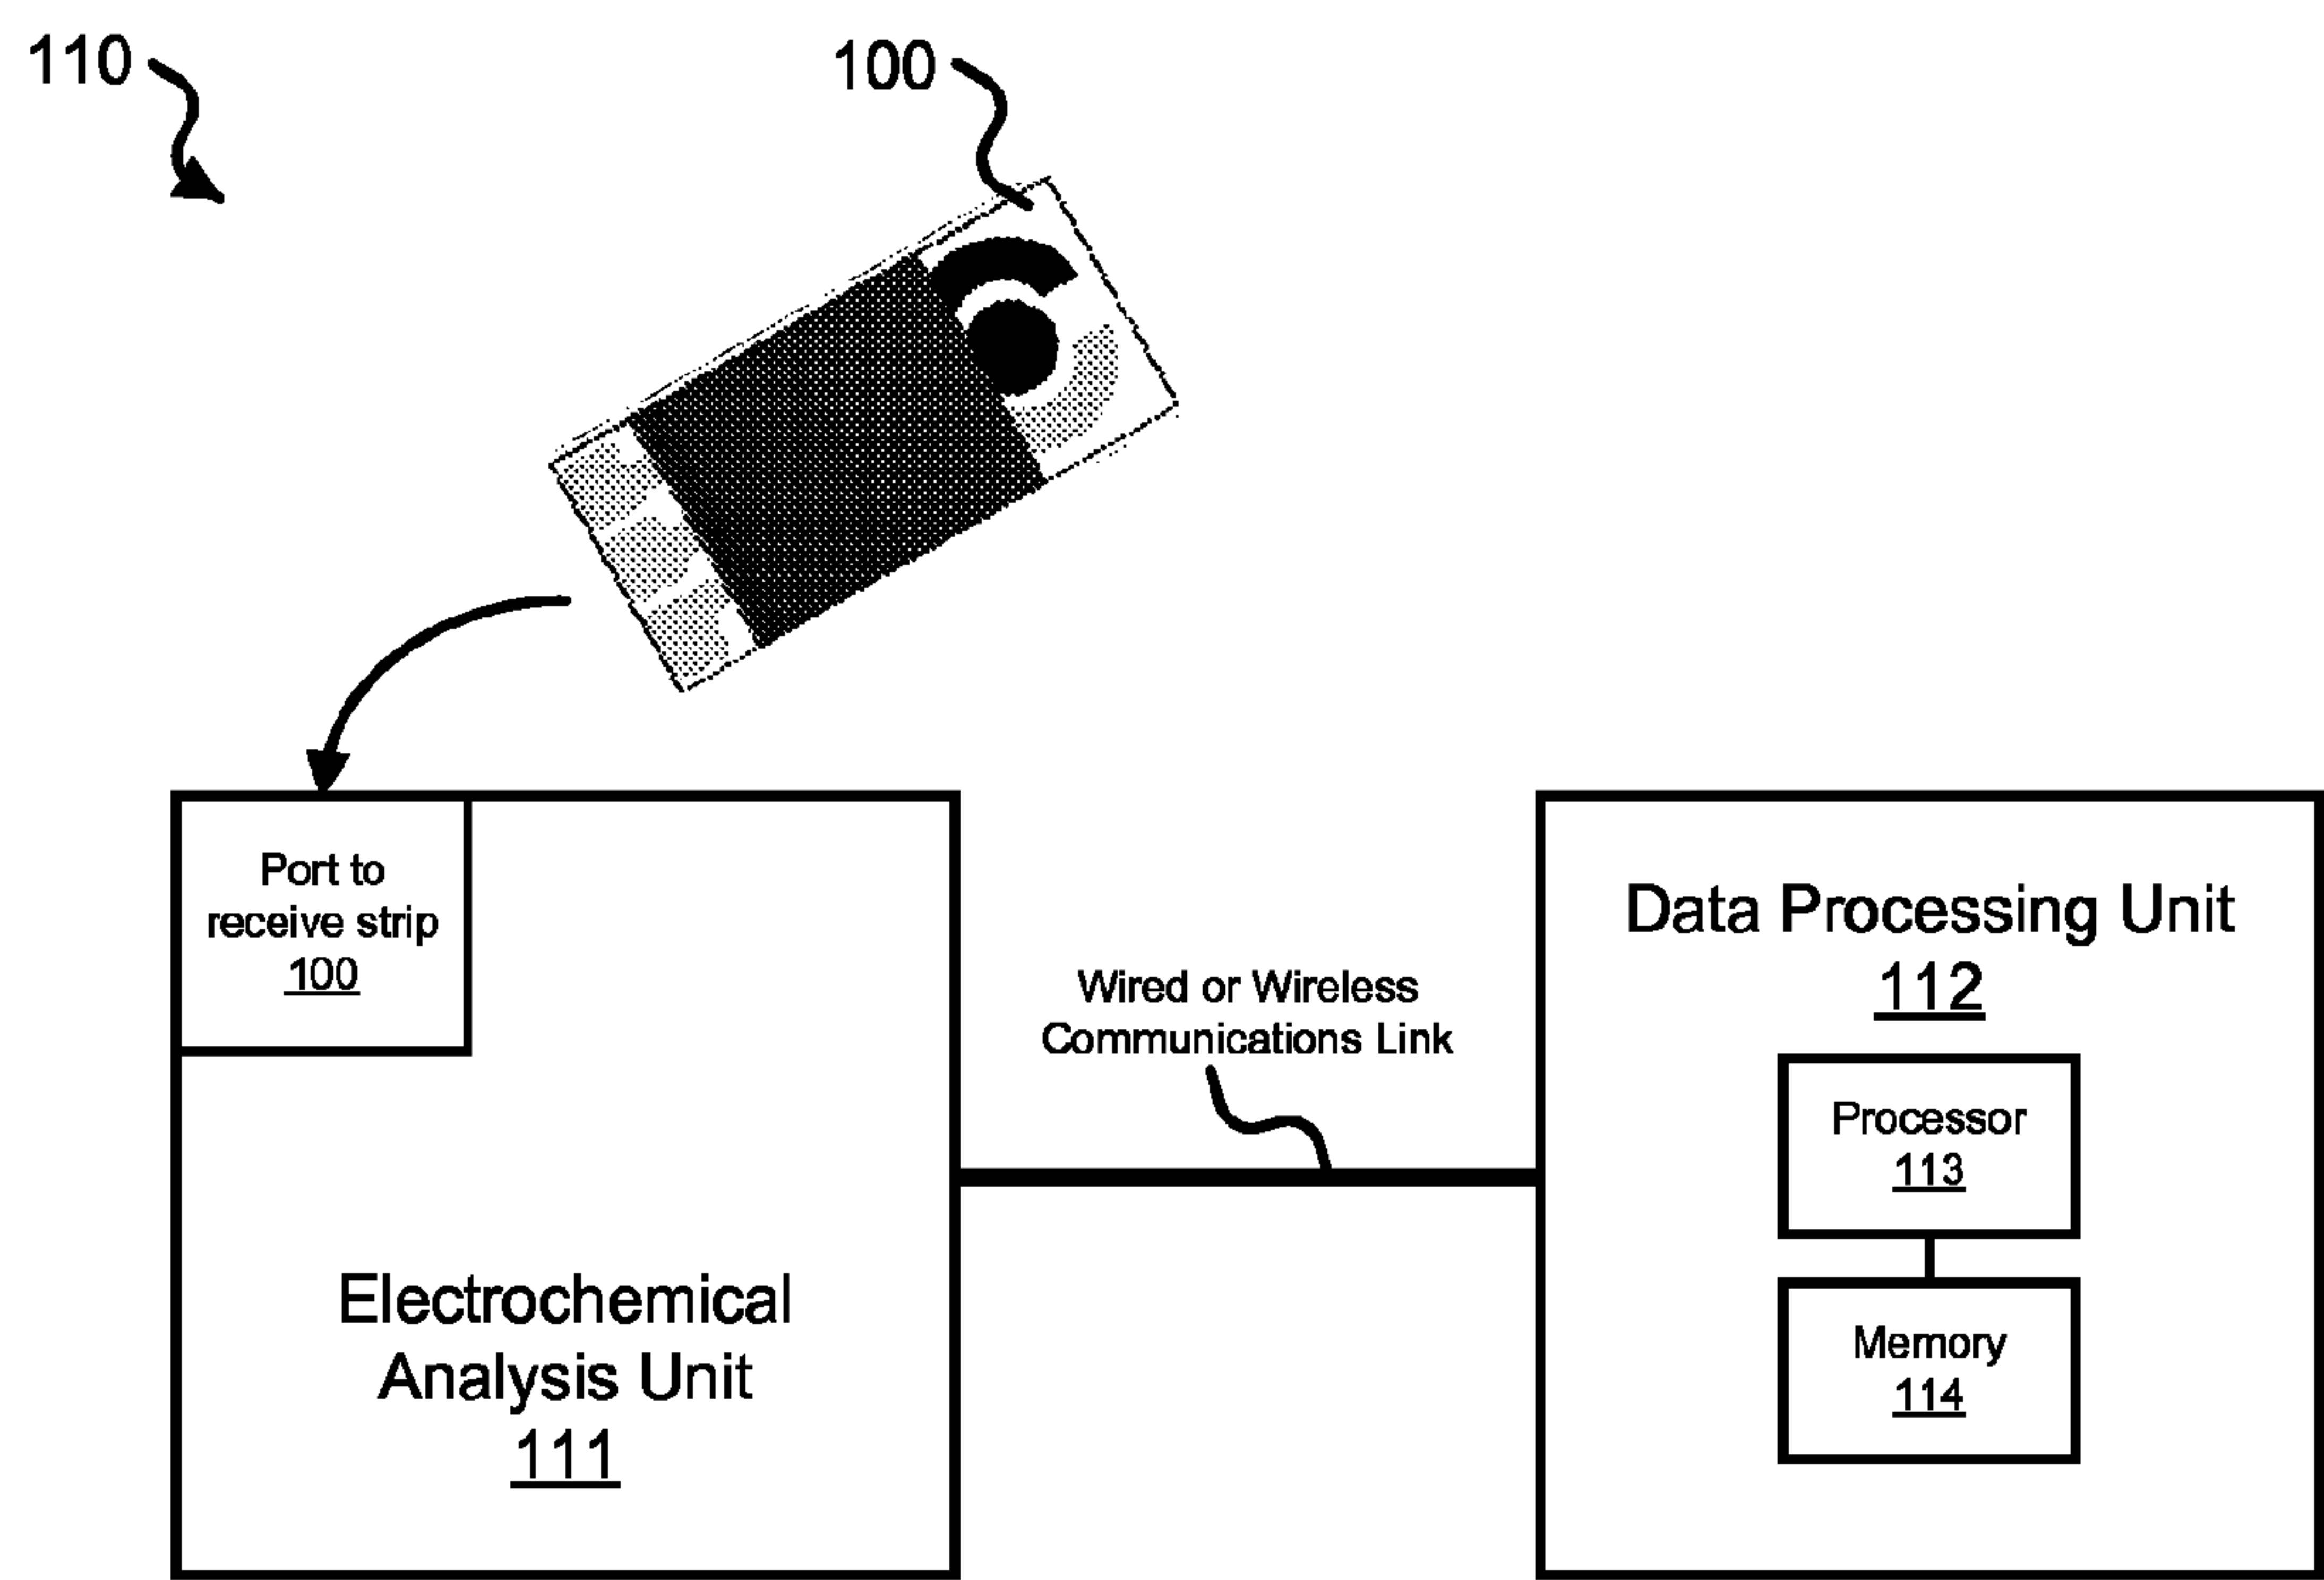 110
100
Port to
receive strip
100
Electrochemical
Analysis Unit
111
Wired or Wireless
Communications Link
Data Processing Unit
112
Processor
113
Memory
114